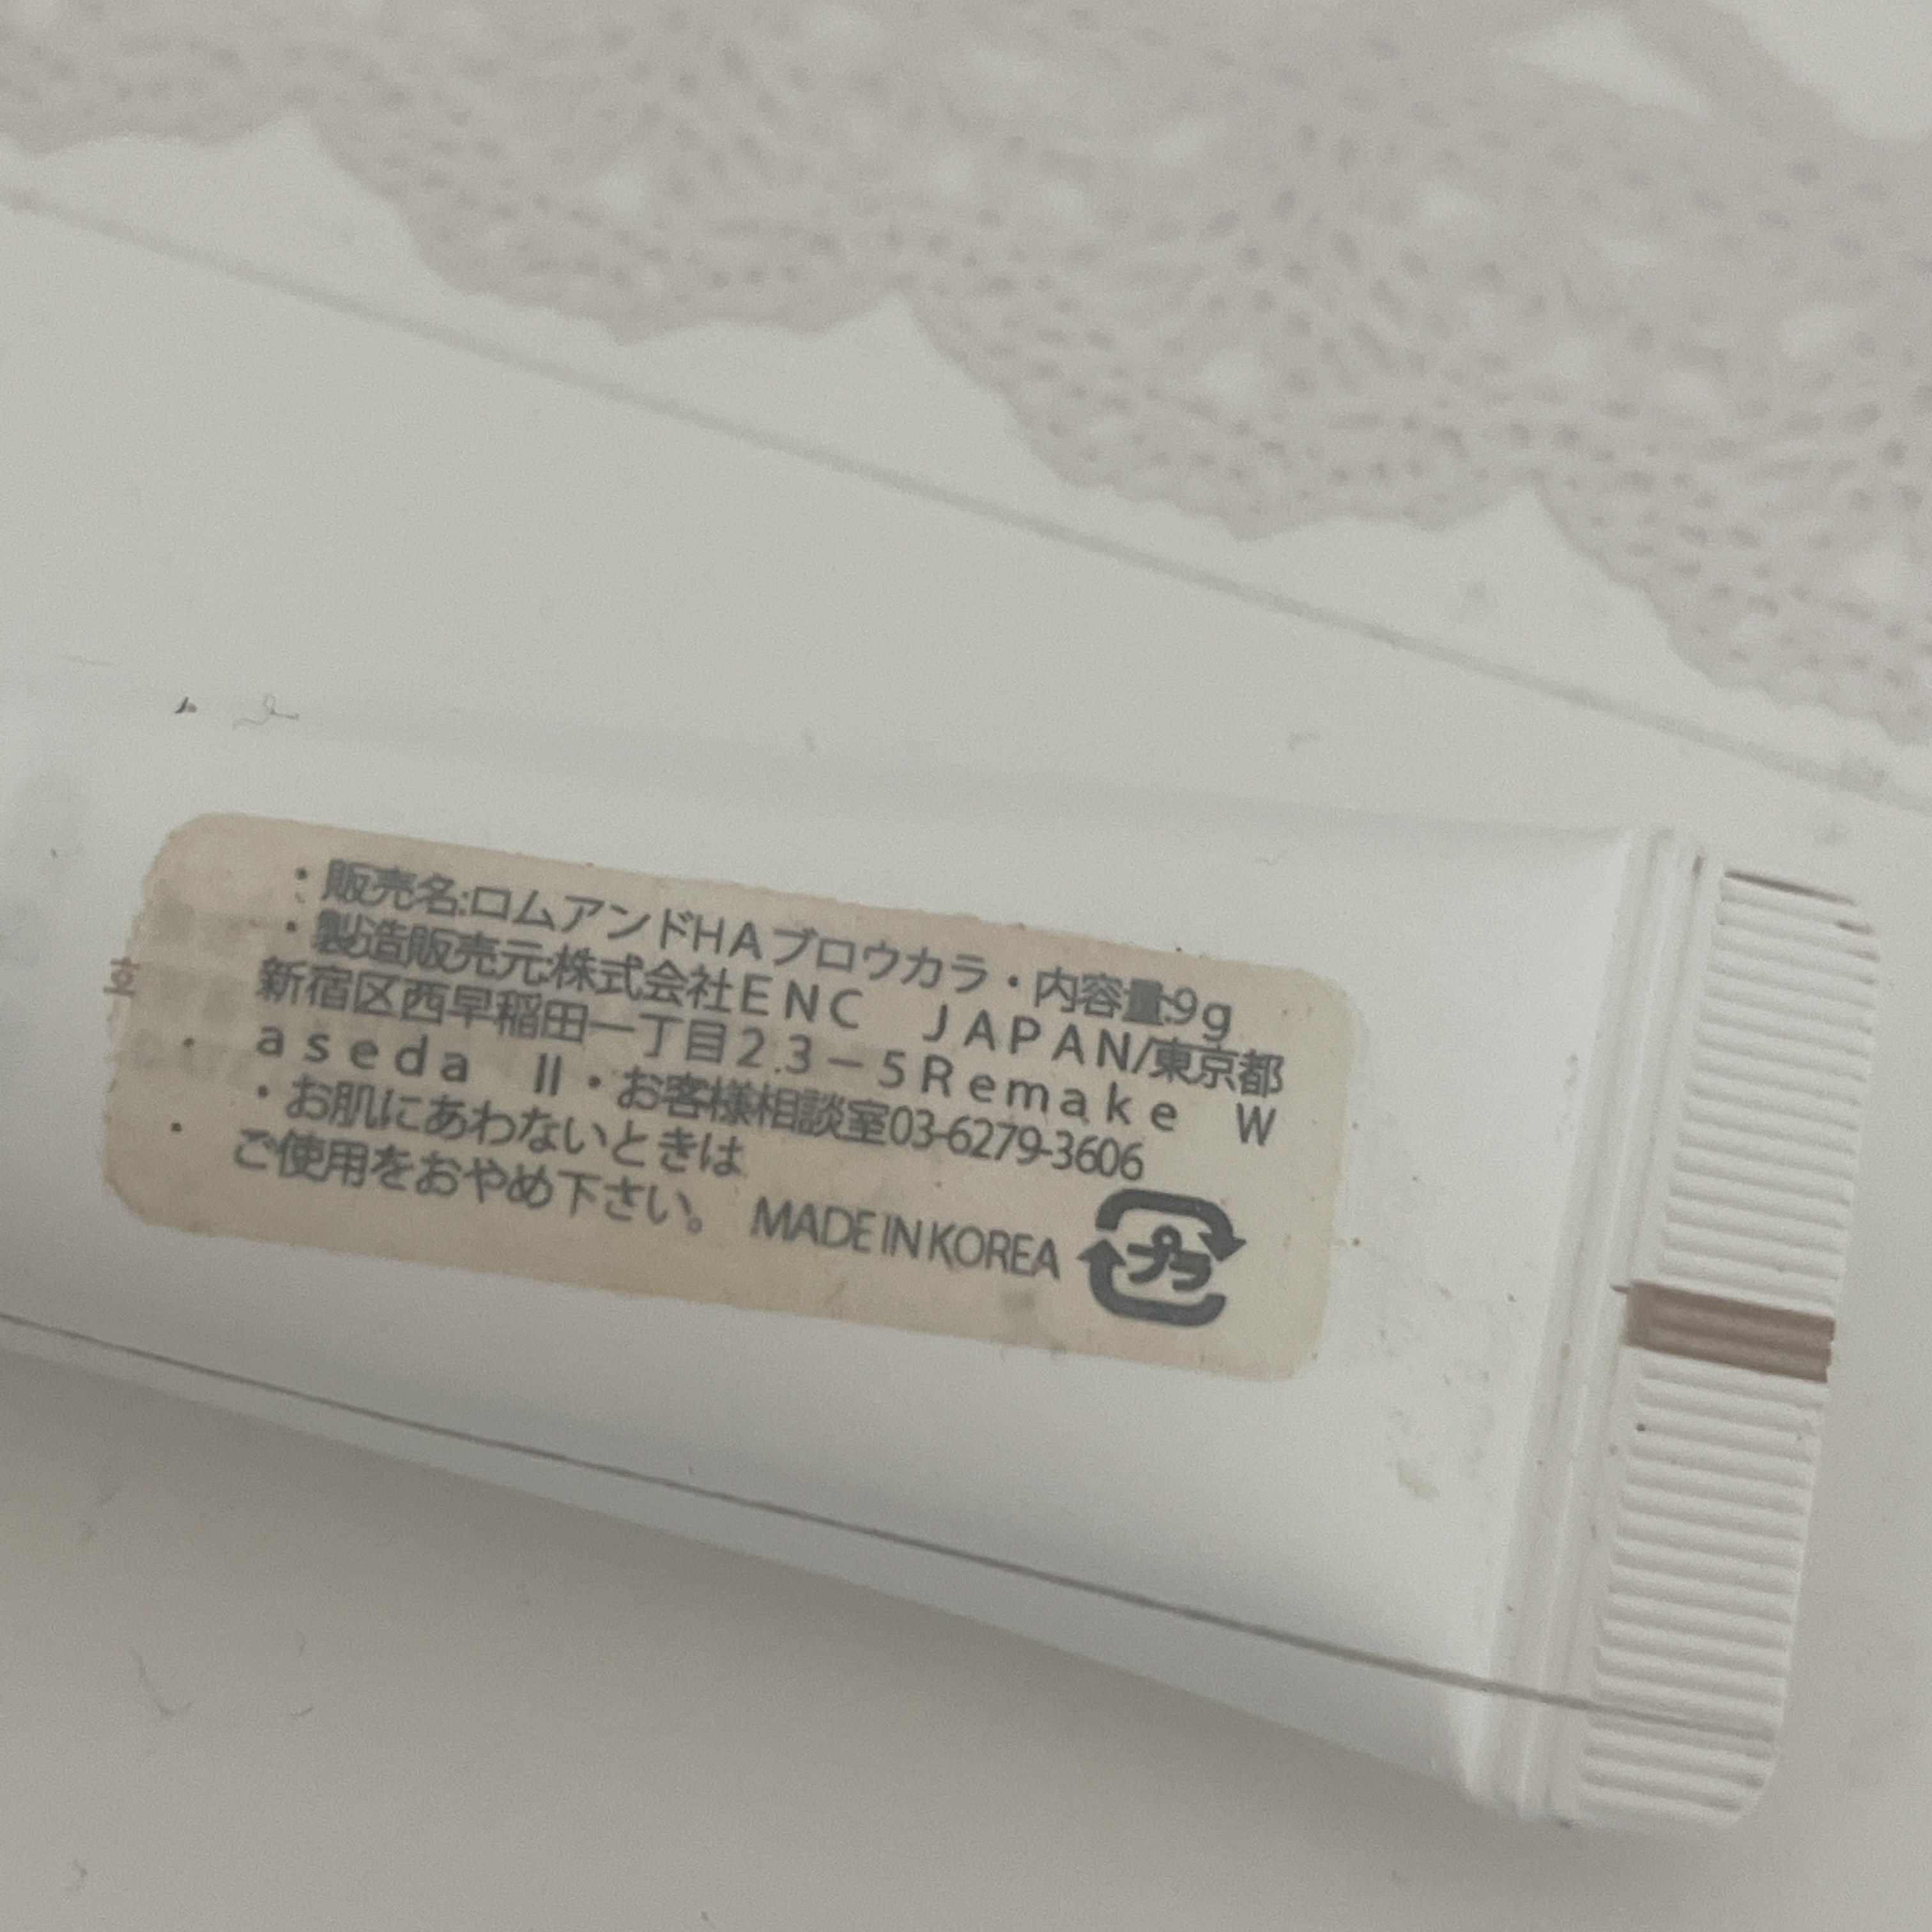 ・販売名:ロムアンドHAブロウカラ・内容量:9g
・製造販売元:株式会社ENC JAPAN/東京都
新宿区西早稲田一丁目2.3−5Remake W
aseda Ⅱ・お客様相談室03-6279-3606
・お肌にあわないときは
ご使用をおやめ下さい。 MADE IN KOREA プラ
호